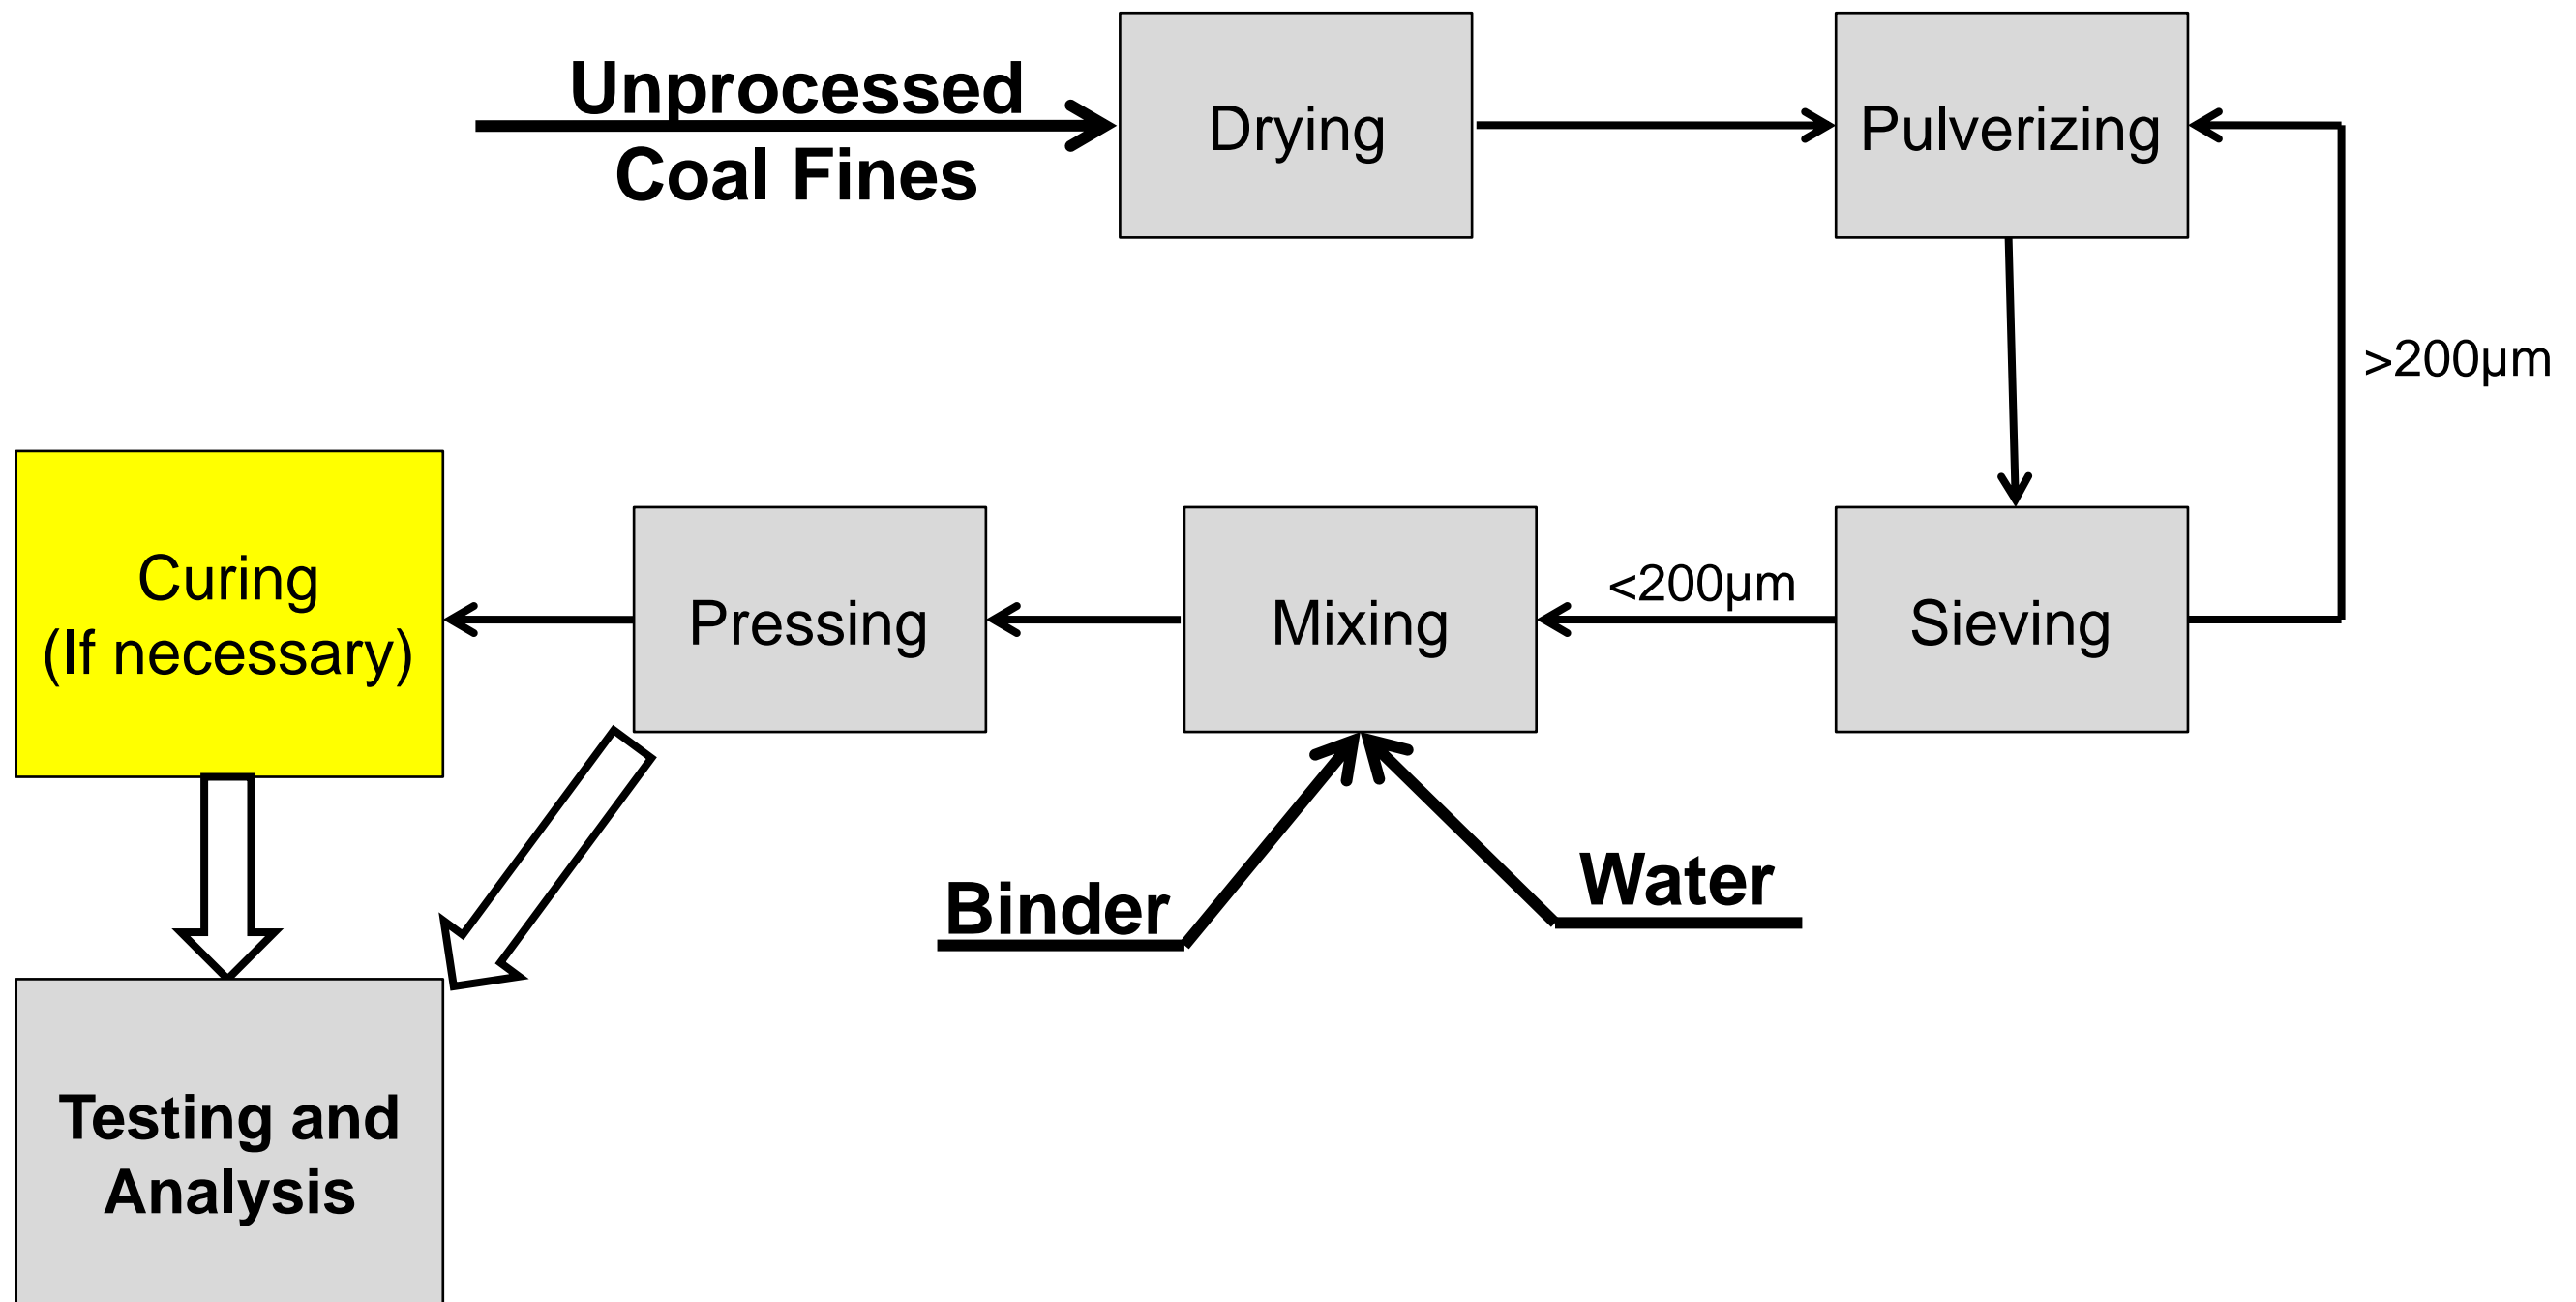 Unprocessed
Coal Fines
Drying
Pulverizing
>200µm
Curing
(If necessary)
Pressing
Mixing
<200µm
Sieving
Binder
Water
Testing and
Analysis